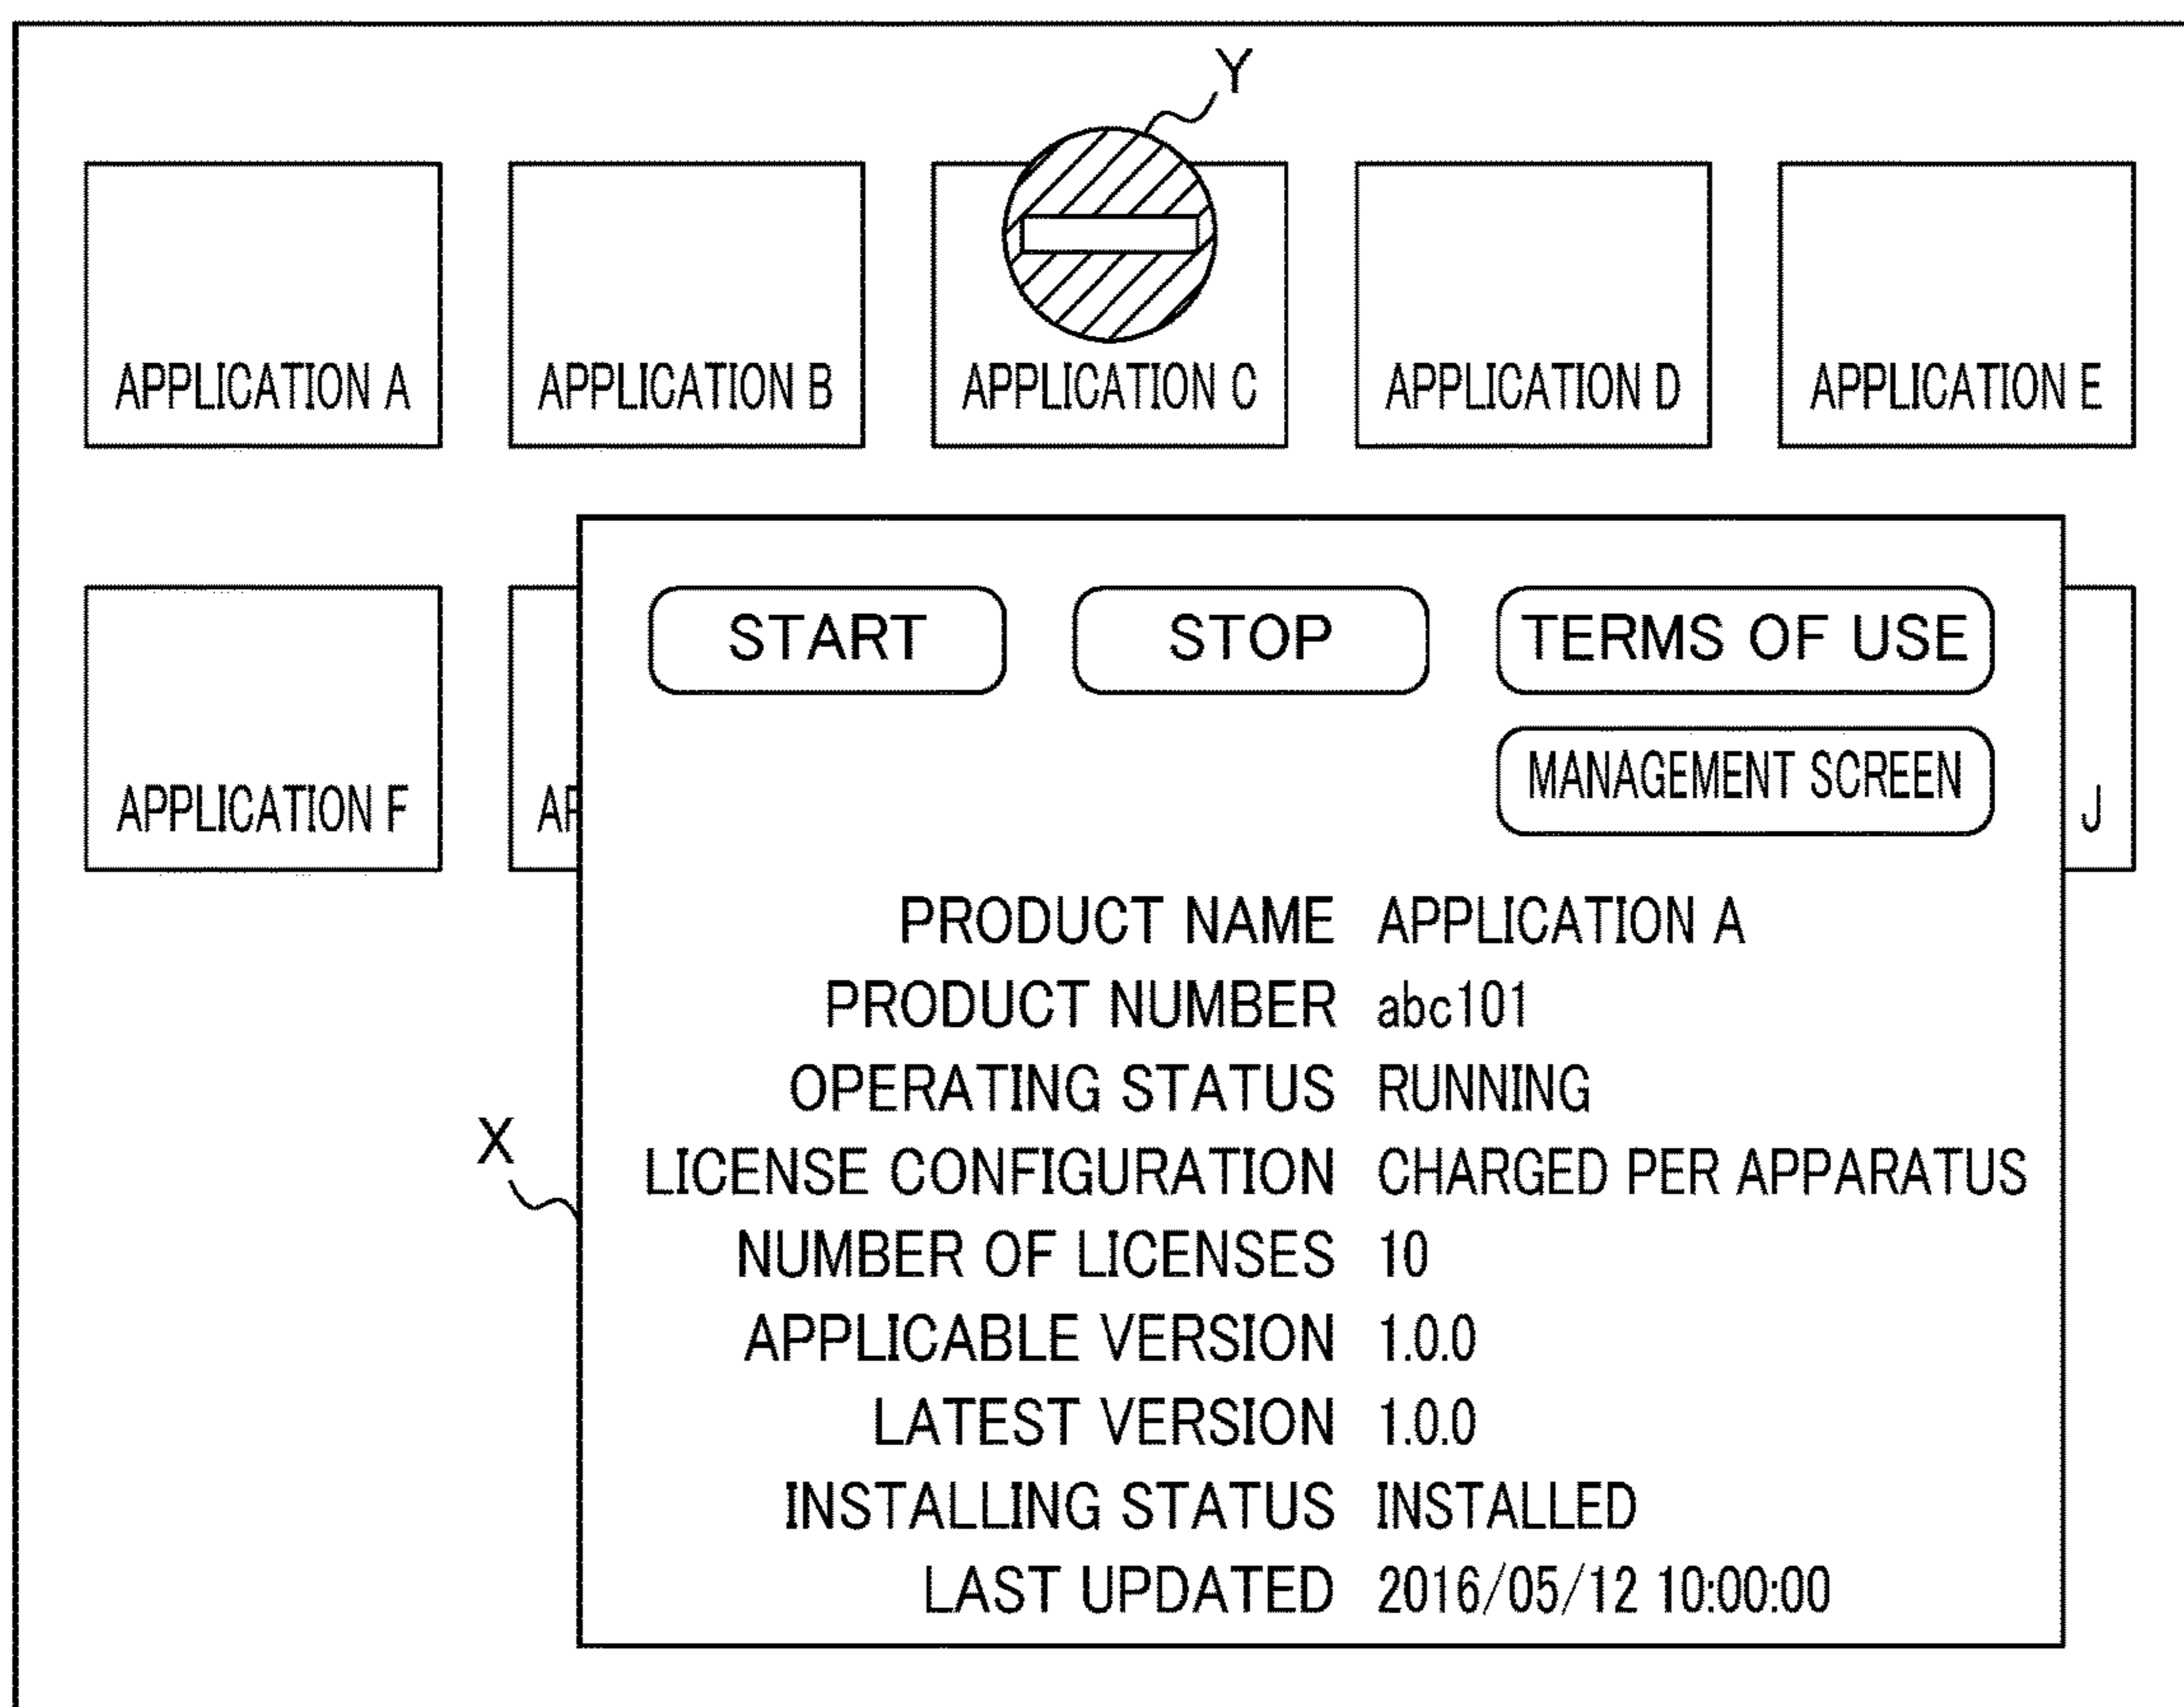 Y
APPLICATION A APPLICATION B APPLICATION C APPLICATION D APPLICATION E
START STOP TERMS OF USE
MANAGEMENT SCREEN
APPLICATION F AP J
PRODUCT NAME APPLICATION A
PRODUCT NUMBER abc101
OPERATING STATUS RUNNING
X
LICENSE CONFIGURATION CHARGED PER APPARATUS
NUMBER OF LICENSES 10
APPLICABLE VERSION 1.0.0
LATEST VERSION 1.0.0
INSTALLING STATUS INSTALLED
LAST UPDATED 2016/05/12 10:00:00